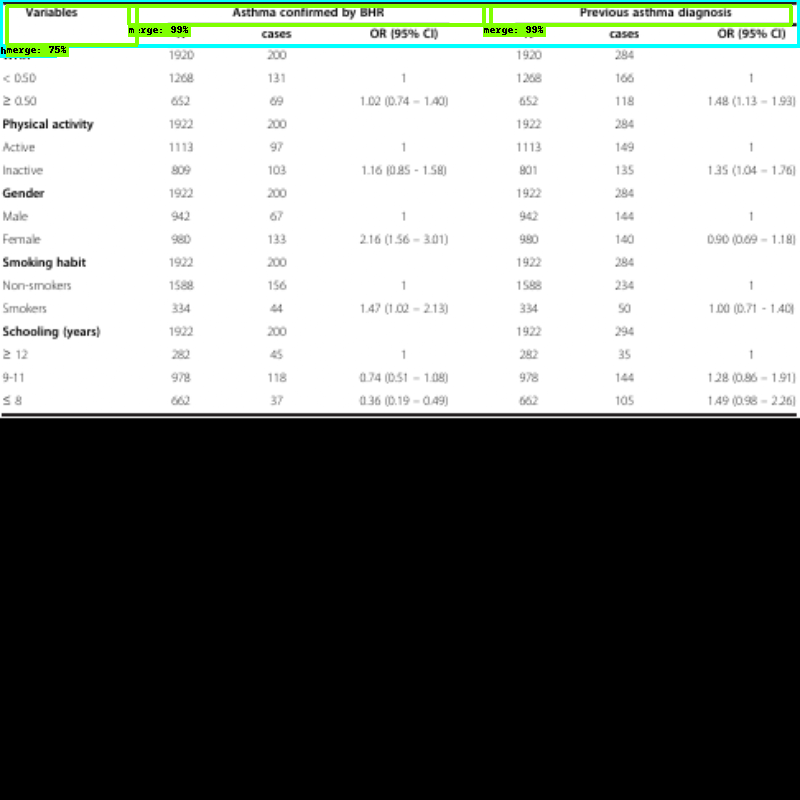 Variables Asthma confirmed by BHR Previous asthma diagnosis
merge: 99% merge: 99%
cases OR (95% CI) cases OR (95% CI)
merge: 75%
1920 200 1920 284
< 0.50 1268 131 1 1268 166 1
≥ 0.50 652 69 1.02 (0.74 – 1.40) 652 118 1.48 (1.13 – 1.93)
Physical activity 1922 200 1922 284
Active 1113 97 1 1113 149 1
Inactive 809 103 1.16 (0.85 - 1.58) 801 135 1.35 (1.04 – 1.76)
Gender 1922 200 1922 284
Male 942 67 1 942 144 1
Female 980 133 2.16 (1.56 – 3.01) 980 140 0.90 (0.69 – 1.18)
Smoking habit 1922 200 1922 284
Non-smokers 1588 156 1 1588 234 1
Smokers 334 44 1.47 (1.02 – 2.13) 334 50 1.00 (0.71 - 1.40)
Schooling (years) 1922 200 1922 294
≥ 12 282 45 1 282 35 1
9-11 978 118 0.74 (0.51 – 1.08) 978 144 1.28 (0.86 – 1.91)
≤ 8 662 37 0.36 (0.19 – 0.49) 662 105 1.49 (0.98 – 2.26)